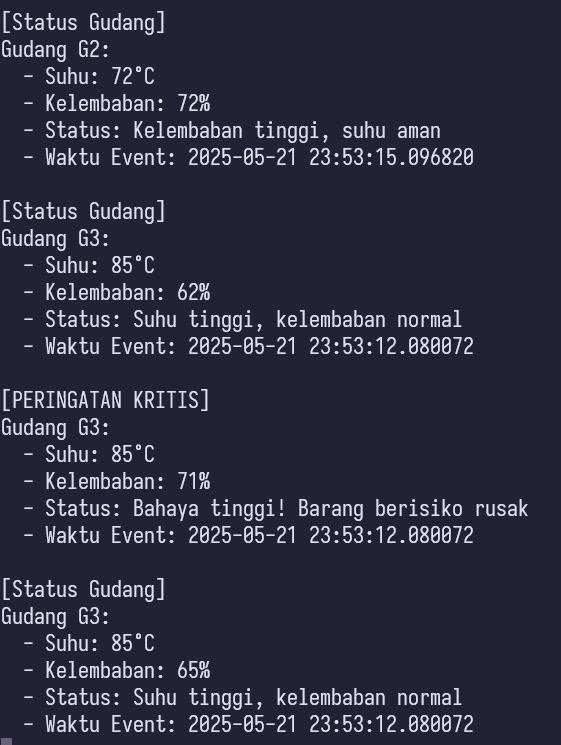 [Status Gudang]
Gudang G2:
  - Suhu: 72°C
  - Kelembaban: 72%
  - Status: Kelembaban tinggi, suhu aman
  - Waktu Event: 2025-05-21 23:53:15.096820

[Status Gudang]
Gudang G3:
  - Suhu: 85°C
  - Kelembaban: 62%
  - Status: Suhu tinggi, kelembaban normal
  - Waktu Event: 2025-05-21 23:53:12.080072

[PERINGATAN KRITIS]
Gudang G3:
  - Suhu: 85°C
  - Kelembaban: 71%
  - Status: Bahaya tinggi! Barang berisiko rusak
  - Waktu Event: 2025-05-21 23:53:12.080072

[Status Gudang]
Gudang G3:
  - Suhu: 85°C
  - Kelembaban: 65%
  - Status: Suhu tinggi, kelembaban normal
  - Waktu Event: 2025-05-21 23:53:12.080072